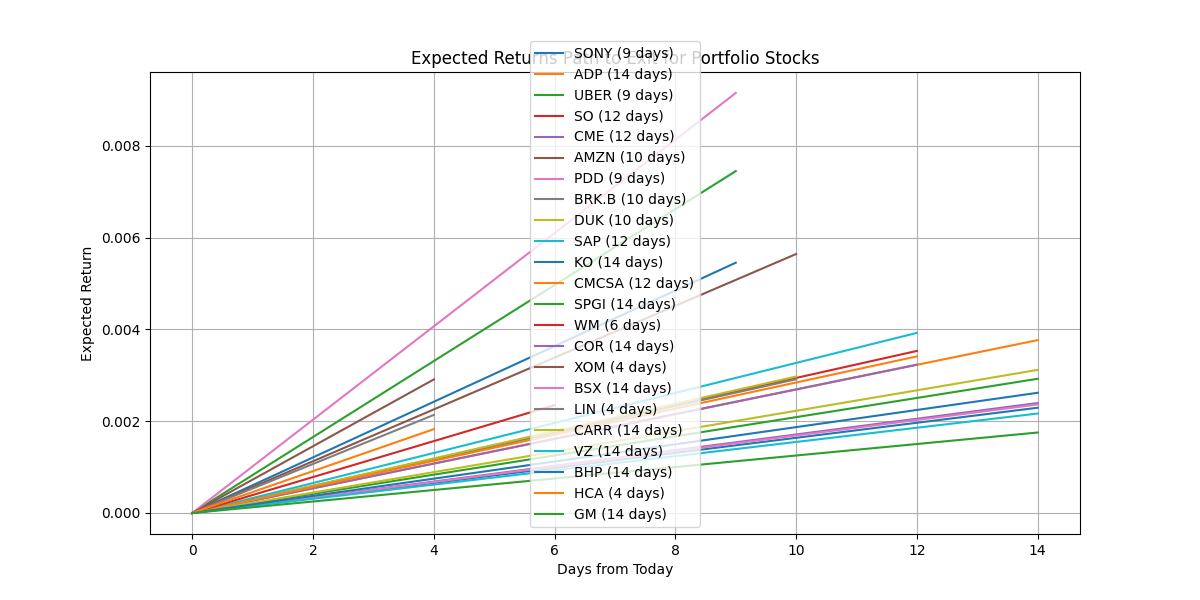 Expected Returns Path to Exit for Portfolio Stocks
SONY (9 days)
ADP (14 days)
UBER (9 days)
SO (12 days)
CME (12 days)
AMZN (10 days)
PDD (9 days)
BRK.B (10 days)
DUK (10 days)
SAP (12 days)
KO (14 days)
CMCSA (12 days)
SPGI (14 days)
WM (6 days)
COR (14 days)
XOM (4 days)
BSX (14 days)
LIN (4 days)
CARR (14 days)
VZ (14 days)
BHP (14 days)
HCA (4 days)
GM (14 days)
Expected Return
0.008
0.006
0.004
0.002
0.000
0 2 4 6 8 10 12 14
Days from Today